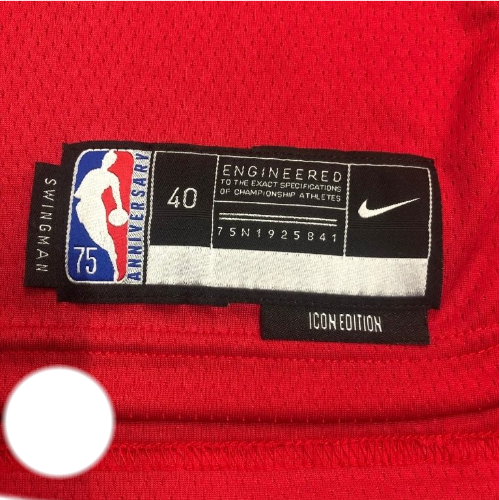 SWINGMAN
75
ANNIVERSARY
40
ENGINEERED
TO THE EXACT SPECIFICATIONS
OF CHAMPIONSHIP ATHLETES
75N1925841
ICON EDITION